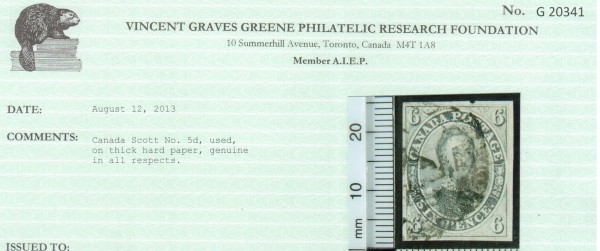 No. G 20341
VINCENT GRAVES GREENE PHILATELIC RESEARCH FOUNDATION
10 Summerhill Avenue, Toronto, Canada M4T 1A8
Member A.I.E.P.
DATE: August 12, 2013
COMMENTS: Canada Scott No. 5d, used,
on thick hard paper, genuine
in all respects.
mm 10 20
6 6
CANADA POSTAGE
SIX PENCE
6 6
ISSUED TO: